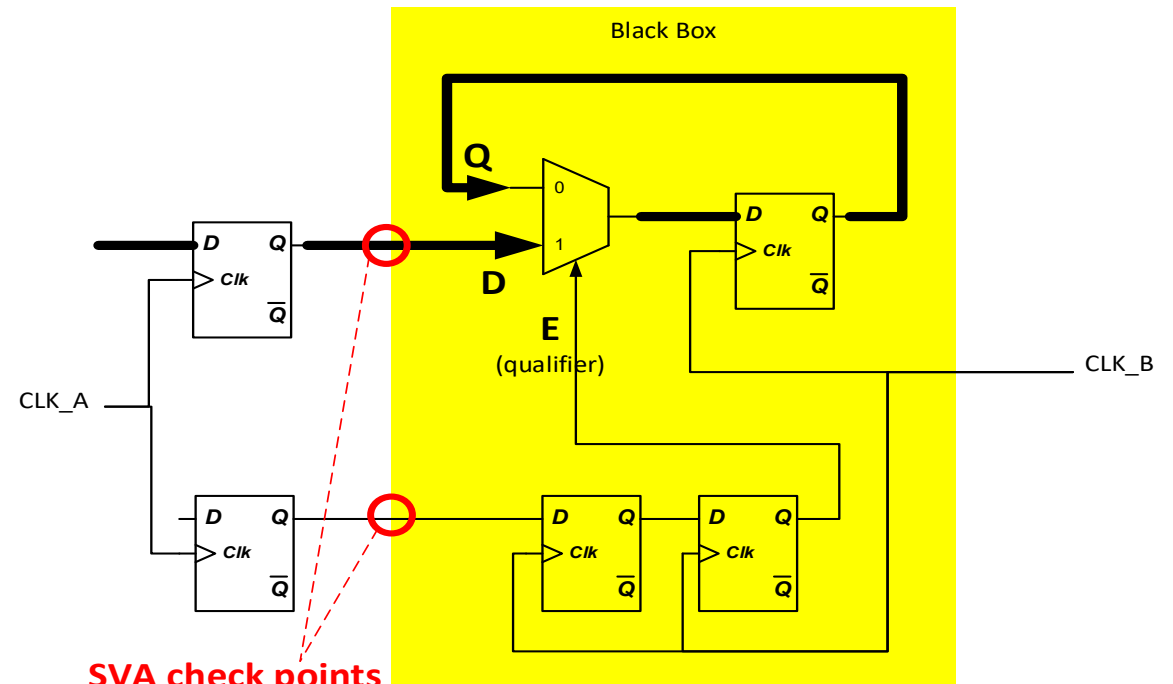 Black Box
Q
0
D Q
Clk
Q
1
D
D Q
Clk
Q
E
(qualifier)
CLK_B
CLK_A
D Q
Clk
Q
D Q
Clk
Q
D Q
Clk
Q
SVA check points